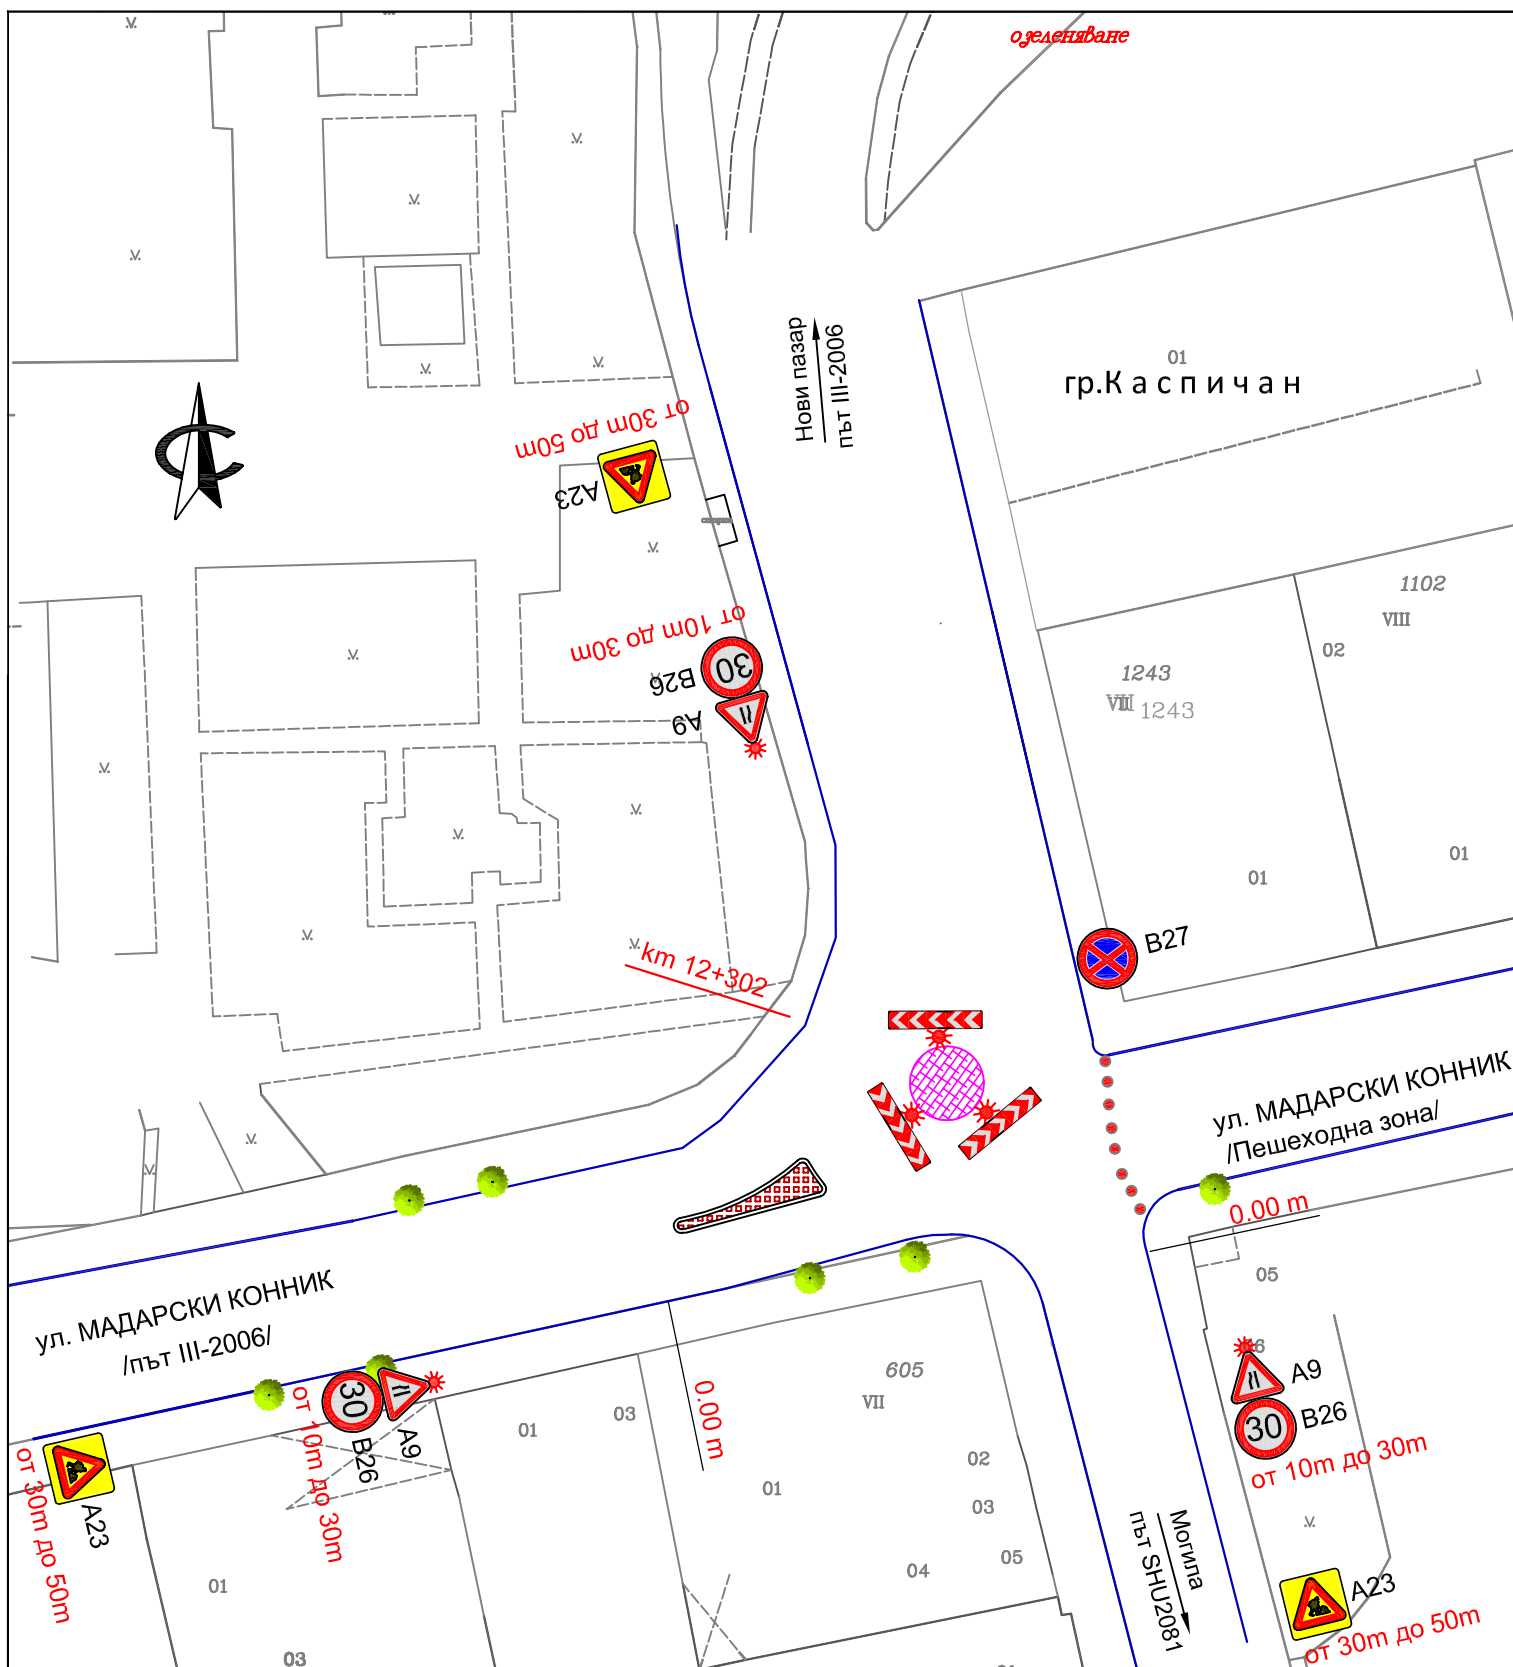 озеленяване
Нови пазар
път III-2006
01
гр.Каспичан
от 30m до 50m
A23
1102
VIII
02
1243
VII
1243
от 10m до 30m
30
B26
A9
01
01
B27
km 12+302
ул. МАДАРСКИ КОННИК
/Пешеходна зона/
0.00 m
05
ул. МАДАРСКИ КОННИК
/път III-2006/
30
B26
A9
от 10m до 30m
A23
от 30m до 50m
01
03
0.00 m
605
VII
02
01
03
05
04
01
03
A9
30
B26
от 10m до 30m
Могила
път SHU2081
A23
от 30m до 50m